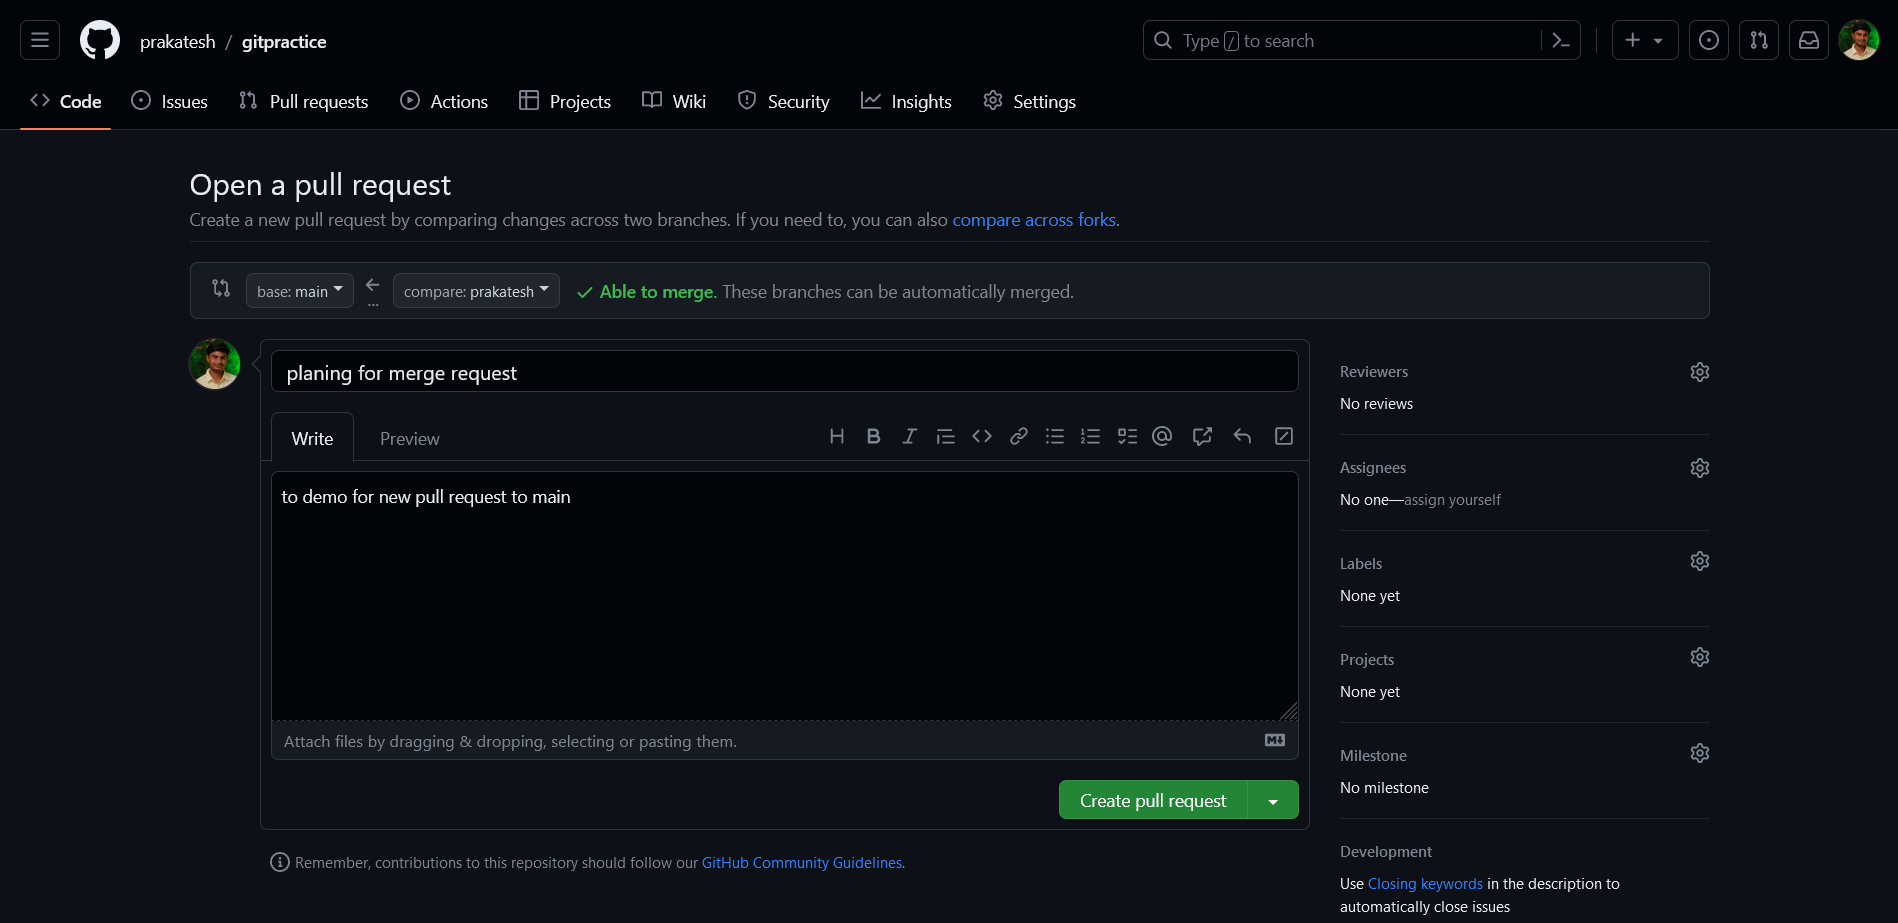 prakatesh / gitpractice
Type / to search
Code Issues Pull requests Actions Projects Wiki Security Insights Settings
Open a pull request
Create a new pull request by comparing changes across two branches. If you need to, you can also compare across forks.
base: main compare: prakatesh Able to merge. These branches can be automatically merged.
...
planing for merge request
Write Preview
to demo for new pull request to main
Attach files by dragging & dropping, selecting or pasting them.
Create pull request
Remember, contributions to this repository should follow our GitHub Community Guidelines.
Reviewers
No reviews
Assignees
No one—assign yourself
Labels
None yet
Projects
None yet
Milestone
No milestone
Development
Use Closing keywords in the description to
automatically close issues